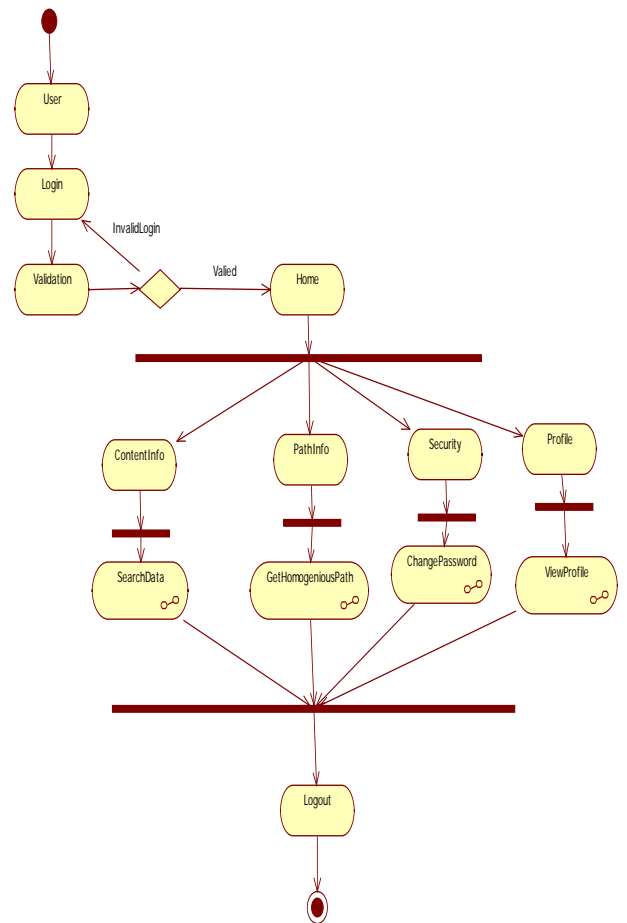 User
Login
InvalidLogin
Validation
Valied
Home
ContentInfo
PathInfo
Security
Profile
SearchData
GetHomogeniousPath
ChangePassword
ViewProfile
Logout